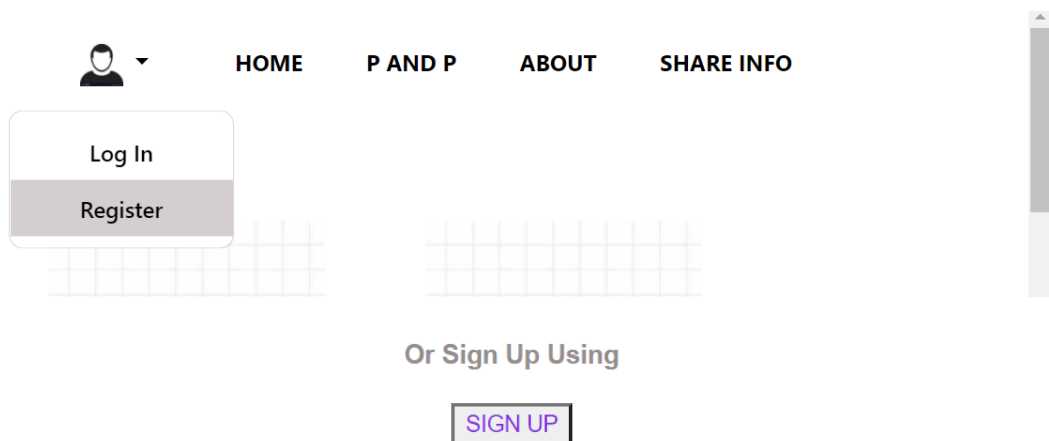 HOME P AND P ABOUT SHARE INFO
Log In
Register
Or Sign Up Using
SIGN UP